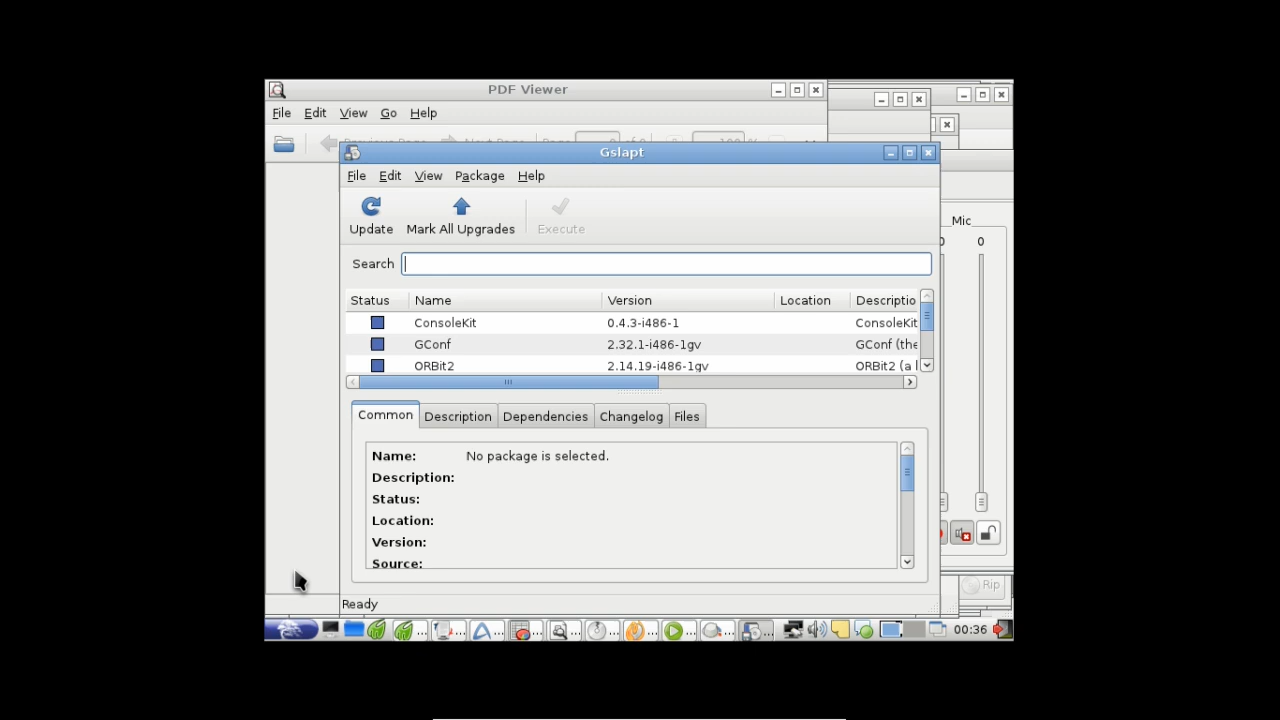 PDF Viewer
File Edit View Go Help
Gslapt
File Edit View Package Help
Update Mark All Upgrades Execute
Search
Status Name Version Location Descriptio
ConsoleKit 0.4.3-i486-1 ConsoleKit
GConf 2.32.1-i486-1gv GConf (the
ORBit2 2.14.19-i486-1gv ORBit2 (a l
Common Description Dependencies Changelog Files
Name: No package is selected.
Description:
Status:
Location:
Version:
Source:
Ready
Mic
0
0
Rip
00:36